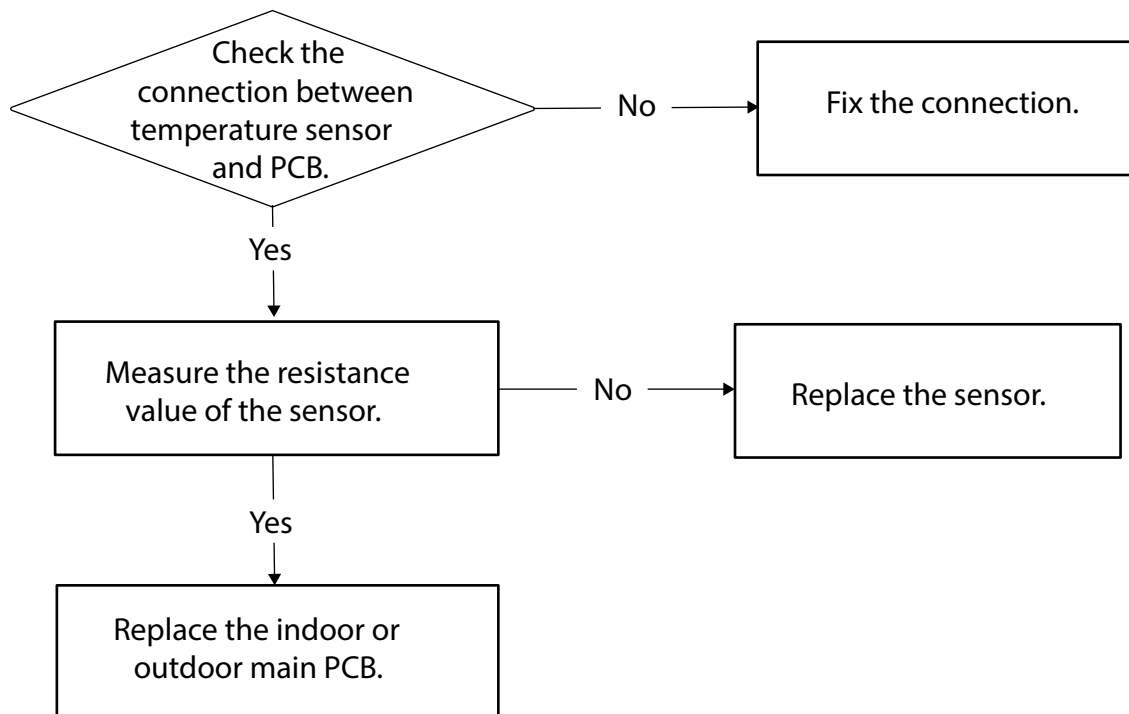 Check the
connection between
temperature sensor
and PCB.
No
Fix the connection.
Yes
Measure the resistance
value of the sensor.
No
Replace the sensor.
Yes
Replace the indoor or
outdoor main PCB.